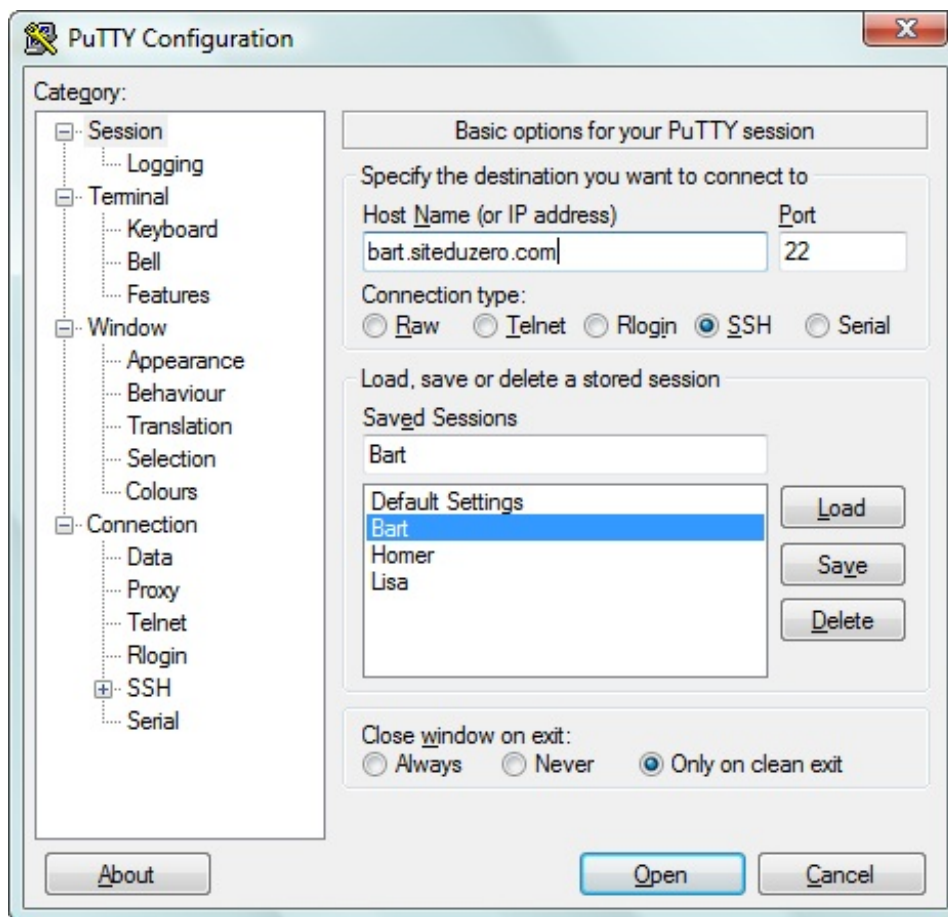 PuTTY Configuration
Category:
Session
Logging
Terminal
Keyboard
Bell
Features
Window
Appearance
Behaviour
Translation
Selection
Colours
Connection
Data
Proxy
Telnet
Rlogin
SSH
Serial
Basic options for your PuTTY session
Specify the destination you want to connect to
Host Name (or IP address) Port
bart.siteduzero.com 22
Connection type:
Raw Telnet Rlogin SSH Serial
Load, save or delete a stored session
Saved Sessions
Bart
Default Settings
Bart
Homer
Lisa
Load
Save
Delete
Close window on exit:
Always Never Only on clean exit
About Open Cancel